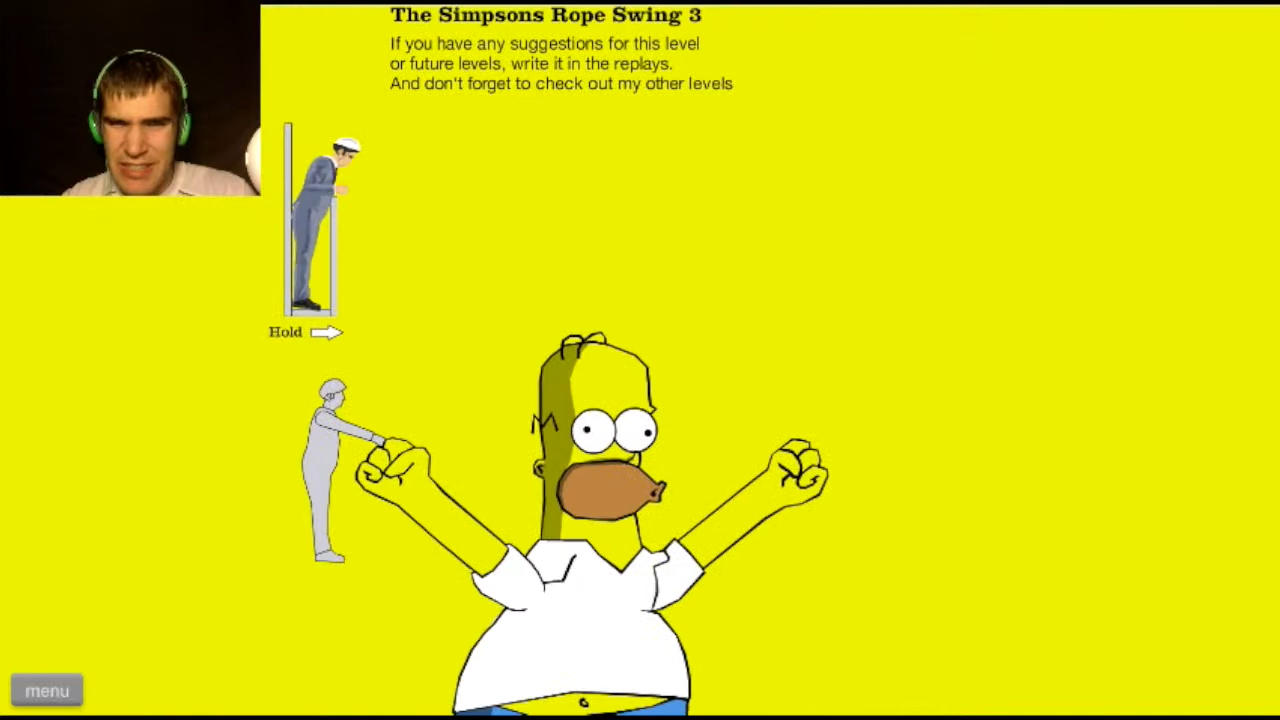 The Simpsons Rope Swing 3
If you have any suggestions for this level
or future levels, write it in the replays.
And don't forget to check out my other levels
Hold
menu